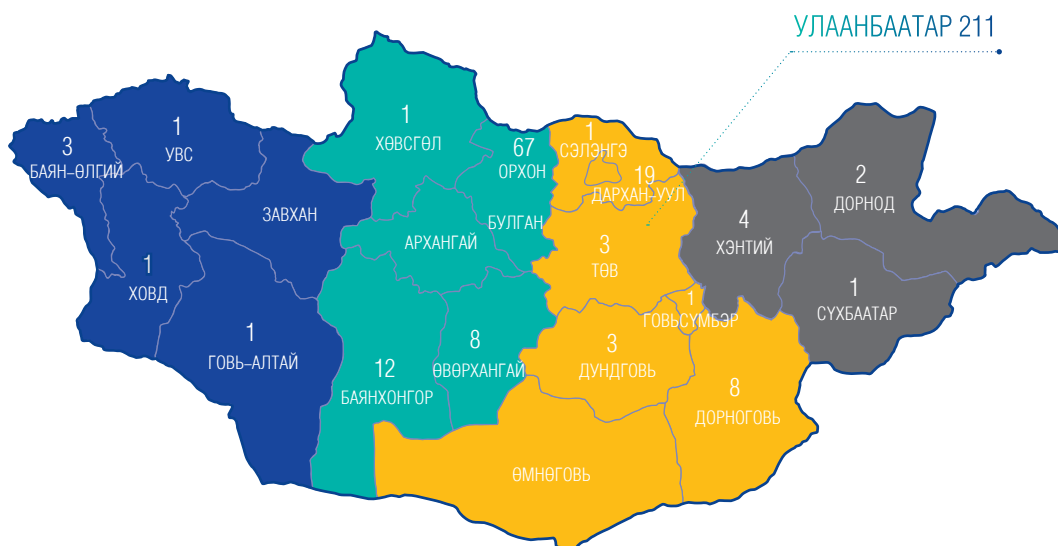 УЛААНБААТАР 211
3
БАЯН–ӨЛГИЙ
1
УВС
ЗАВХАН
1
ХОВД
1
ГОВЬ–АЛТАЙ
1
ХӨВСГӨЛ
67
ОРХОН
БУЛГАН
АРХАНГАЙ
12
БАЯНХОНГОР
8
ӨВӨРХАНГАЙ
1
СЭЛЭНГЭ
19
ДАРХАН–УУЛ
3
ТӨВ
1
ГОВЬСҮМБЭР
3
ДУНДГОВЬ
8
ДОРНОГОВЬ
ӨМНӨГОВЬ
4
ХЭНТИЙ
2
ДОРНОД
1
СҮХБААТАР